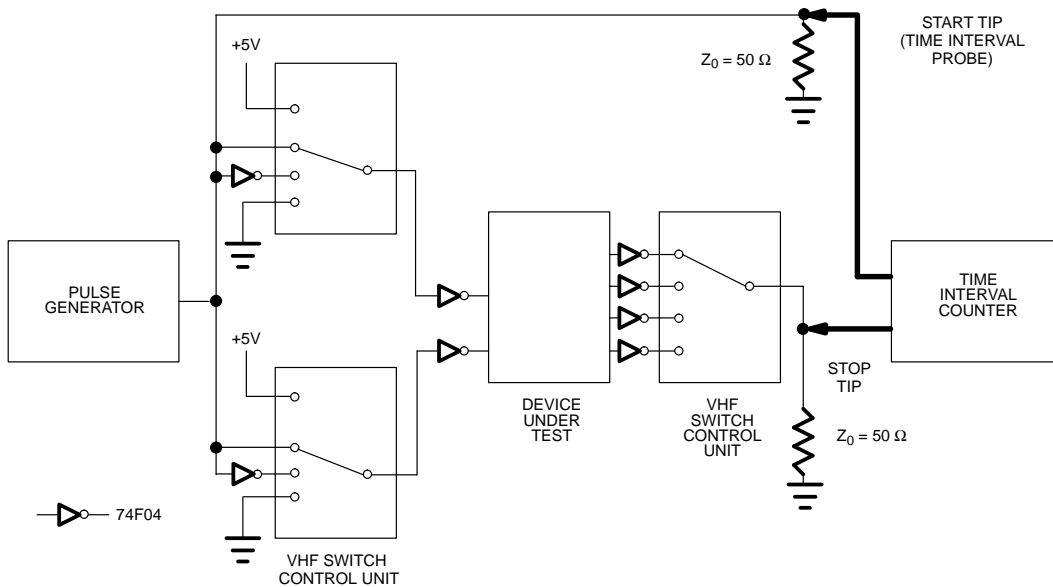 +5V
Z0 = 50 Ω
START TIP
(TIME INTERVAL
PROBE)
PULSE
GENERATOR
TIME
INTERVAL
COUNTER
+5V
STOP
TIP
DEVICE
UNDER
TEST
VHF
SWITCH
CONTROL
UNIT
Z0 = 50 Ω
74F04
VHF SWITCH
CONTROL UNIT